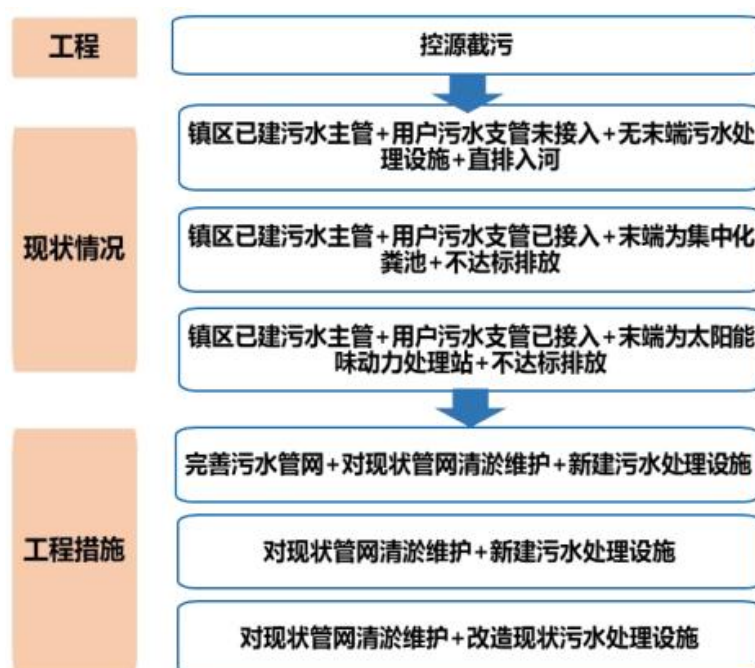 工程
控源截污
现状情况
镇区已建污水主管+用户污水支管未接入+无末端污水处
理设施+直排入河
镇区已建污水主管+用户污水支管已接入+末端为集中化
粪池+不达标排放
镇区已建污水主管+用户污水支管已接入+末端为太阳能
味动力处理站+不达标排放
工程措施
完善污水管网+对现状管网清淤维护+新建污水处理设施
对现状管网清淤维护+新建污水处理设施
对现状管网清淤维护+改造现状污水处理设施